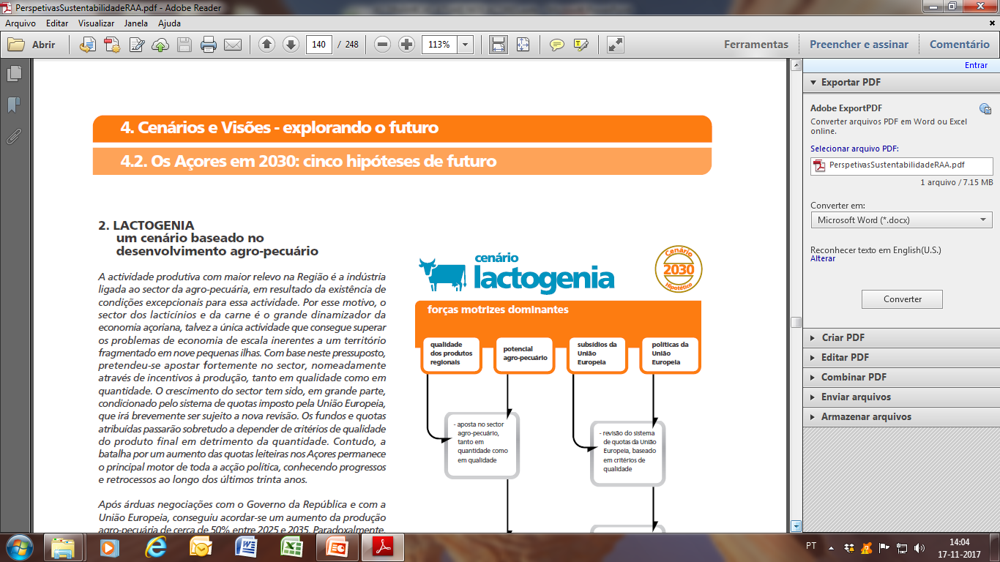 PerspetivasSustentabilidadeRAA.pdf - Adobe Reader
Arquivo Editar Visualizar Janela Ajuda
Abrir 140 / 248 113% Ferramentas Preencher e assinar Comentário
4. Cenários e Visões - explorando o futuro
4.2. Os Açores em 2030: cinco hipóteses de futuro
2. LACTOGENIA
um cenário baseado no
desenvolvimento agro-pecuário
A actividade produtiva com maior relevo na Região é a indústria
ligada ao sector da agro-pecuária, em resultado da existência de
condições excepcionais para essa actividade. Por esse motivo, o
sector dos lacticínios e da carne é o grande dinamizador da
economia açoriana, talvez a única actividade que consegue superar
os problemas de economia de escala inerentes a um território
fragmentado em nove pequenas ilhas. Com base neste pressuposto,
pretendeu-se apostar fortemente no sector, nomeadamente
através de incentivos à produção, tanto em qualidade como em
quantidade. O crescimento do sector tem sido, em grande parte,
condicionado pelo sistema de quotas imposto pela União Europeia,
que irá brevemente ser sujeito a nova revisão. Os fundos e quotas
atribuídas passarão sobretudo a depender de critérios de qualidade
do produto final em detrimento da quantidade. Contudo, a
batalha por um aumento das quotas leiteiras nos Açores permanece
o principal motor de toda a acção política, conhecendo progressos
e retrocessos ao longo dos últimos trinta anos.
Após árduas negociações com o Governo da República e com a
União Europeia, conseguiu acordar-se um aumento da produção
agro-pecuária de cerca de 50% entre 2025 e 2035. Paradoxalmente,
cenário
lactogenia
Cenário
2030
Hipotético
forças motrizes dominantes
qualidade
dos produtos
regionais
potencial
agro-pecuário
subsídios da
União
Europeia
políticas da
União
Europeia
- aposta no sector
agro-pecuário,
tanto em
quantidade como
em qualidade
- revisão do sistema
de quotas da União
Europeia, baseado
em critérios de
qualidade
Entrar
Exportar PDF
Adobe ExportPDF
Converter arquivos PDF em Word ou Excel
online.
Selecionar arquivo PDF:
PerspetivasSustentabilidadeRAA.pdf
1 arquivo / 7.15 MB
Converter em:
Microsoft Word (*.docx)
Reconhecer texto em English(U.S.)
Alterar
Converter
Criar PDF
Editar PDF
Combinar PDF
Enviar arquivos
Armazenar arquivos
PT
14:04
17-11-2017